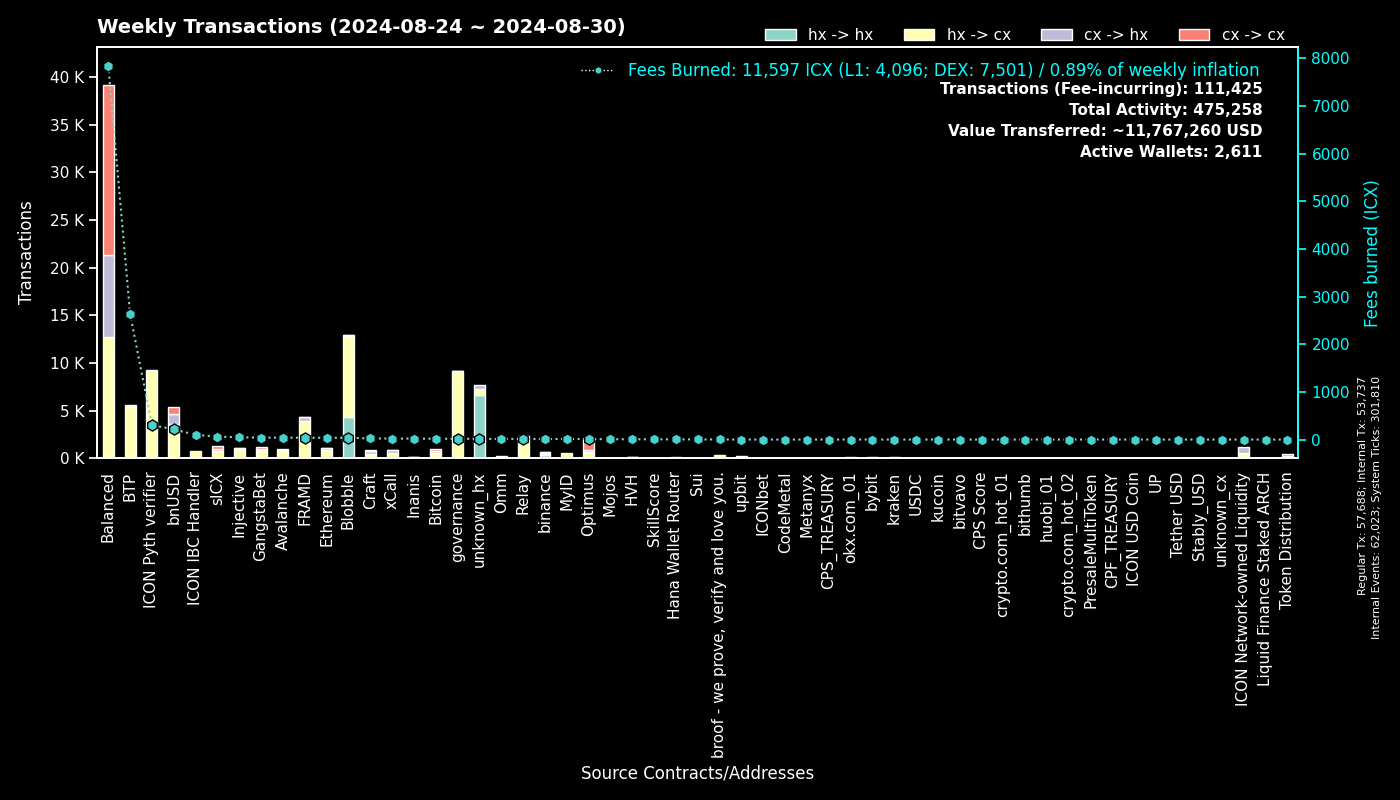 Weekly Transactions (2024-08-24 ~ 2024-08-30)
hx -> hx
hx -> cx
cx -> hx
cx -> cx
Fees Burned: 11,597 ICX (L1: 4,096; DEX: 7,501) / 0.89% of weekly inflation
Transactions (Fee-incurring): 111,425
Total Activity: 475,258
Value Transferred: ~11,767,260 USD
Active Wallets: 2,611
Transactions
40 K
35 K
30 K
25 K
20 K
15 K
10 K
5 K
0 K
8000
7000
6000
5000
4000
3000
2000
1000
0
Fees burned (ICX)
Regular Tx: 57,688; Internal Tx: 53,737
Internal Events: 62,023; System Ticks: 301,810
Balanced
BTP
ICON Pyth verifier
bnUSD
ICON IBC Handler
sICX
Injective
GangstaBet
Avalanche
FRAMD
Ethereum
Blobble
Craft
xCall
Inanis
Bitcoin
governance
unknown_hx
Omm
Relay
binance
MyID
Optimus
Mojos
HVH
SkillScore
Hana Wallet Router
Sui
broof - we prove, verify and love you.
upbit
ICONbet
CodeMetal
Metanyx
CPS_TREASURY
okx.com_01
bybit
kraken
USDC
kucoin
bitvavo
CPS Score
crypto.com_hot_01
bithumb
huobi_01
crypto.com_hot_02
PresaleMultiToken
CPF_TREASURY
ICON USD Coin
UP
Tether USD
Stably_USD
unknown_cx
ICON Network-owned Liquidity
Liquid Finance Staked ARCH
Token Distribution
Source Contracts/Addresses